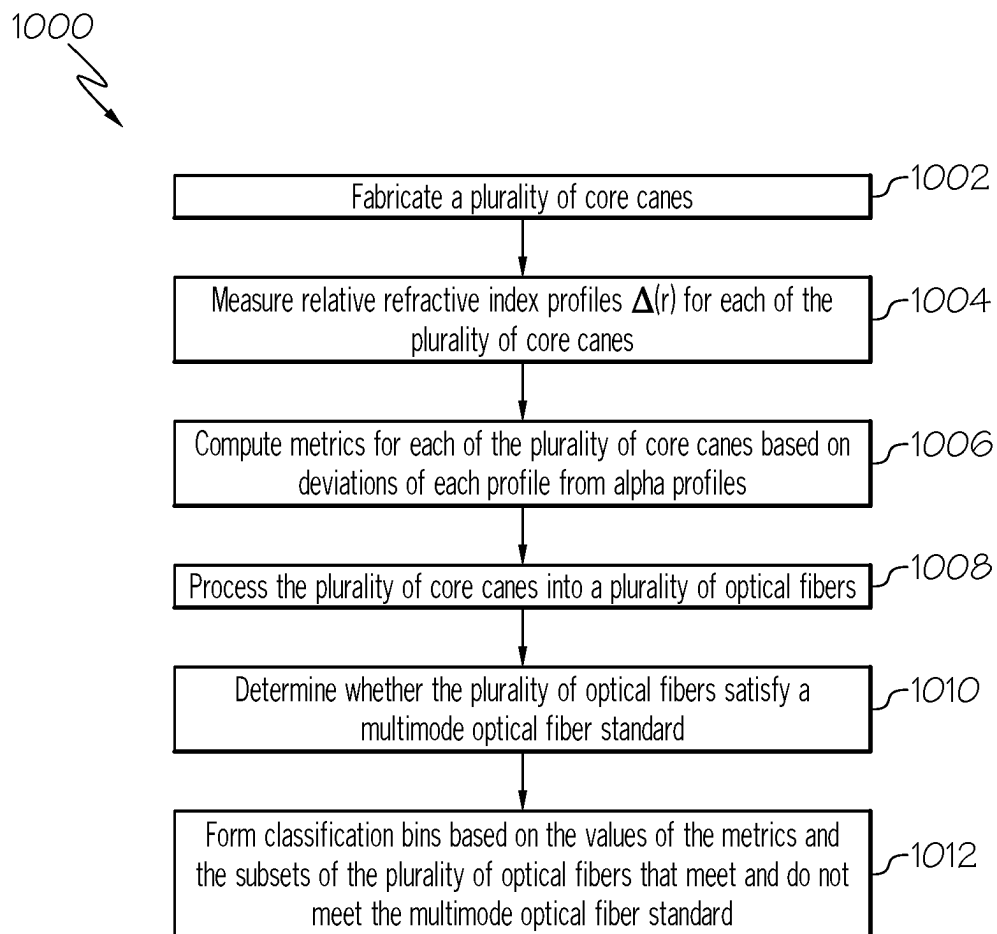 1000
Fabricate a plurality of core canes
1002
Measure relative refractive index profiles Δ(r) for each of the
plurality of core canes
1004
Compute metrics for each of the plurality of core canes based on
deviations of each profile from alpha profiles
1006
Process the plurality of core canes into a plurality of optical fibers
1008
Determine whether the plurality of optical fibers satisfy a
multimode optical fiber standard
1010
Form classification bins based on the values of the metrics and
the subsets of the plurality of optical fibers that meet and do not
meet the multimode optical fiber standard
1012